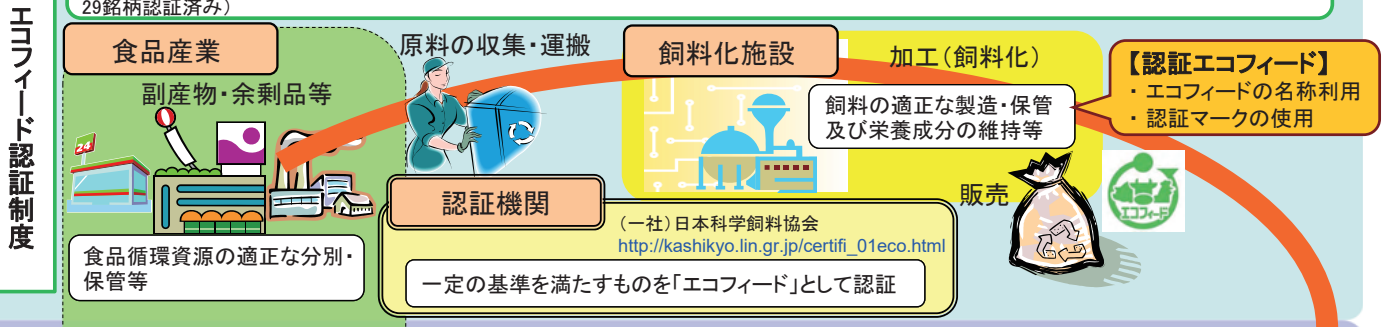 29銘柄認証済み）
エコフィード認証制度
食品産業
原料の収集・運搬
飼料化施設
加工（飼料化）
【認証エコフィード】
・ エコフィードの名称利用
・ 認証マークの使用
副産物・余剰品等
飼料の適正な製造・保管
及び栄養成分の維持等
24
販売
エコフィード
認証機関
（一社）日本科学飼料協会
http://kashikyo.lin.gr.jp/certifi_01eco.html
食品循環資源の適正な分別・
保管等
一定の基準を満たすものを「エコフィード」として認証